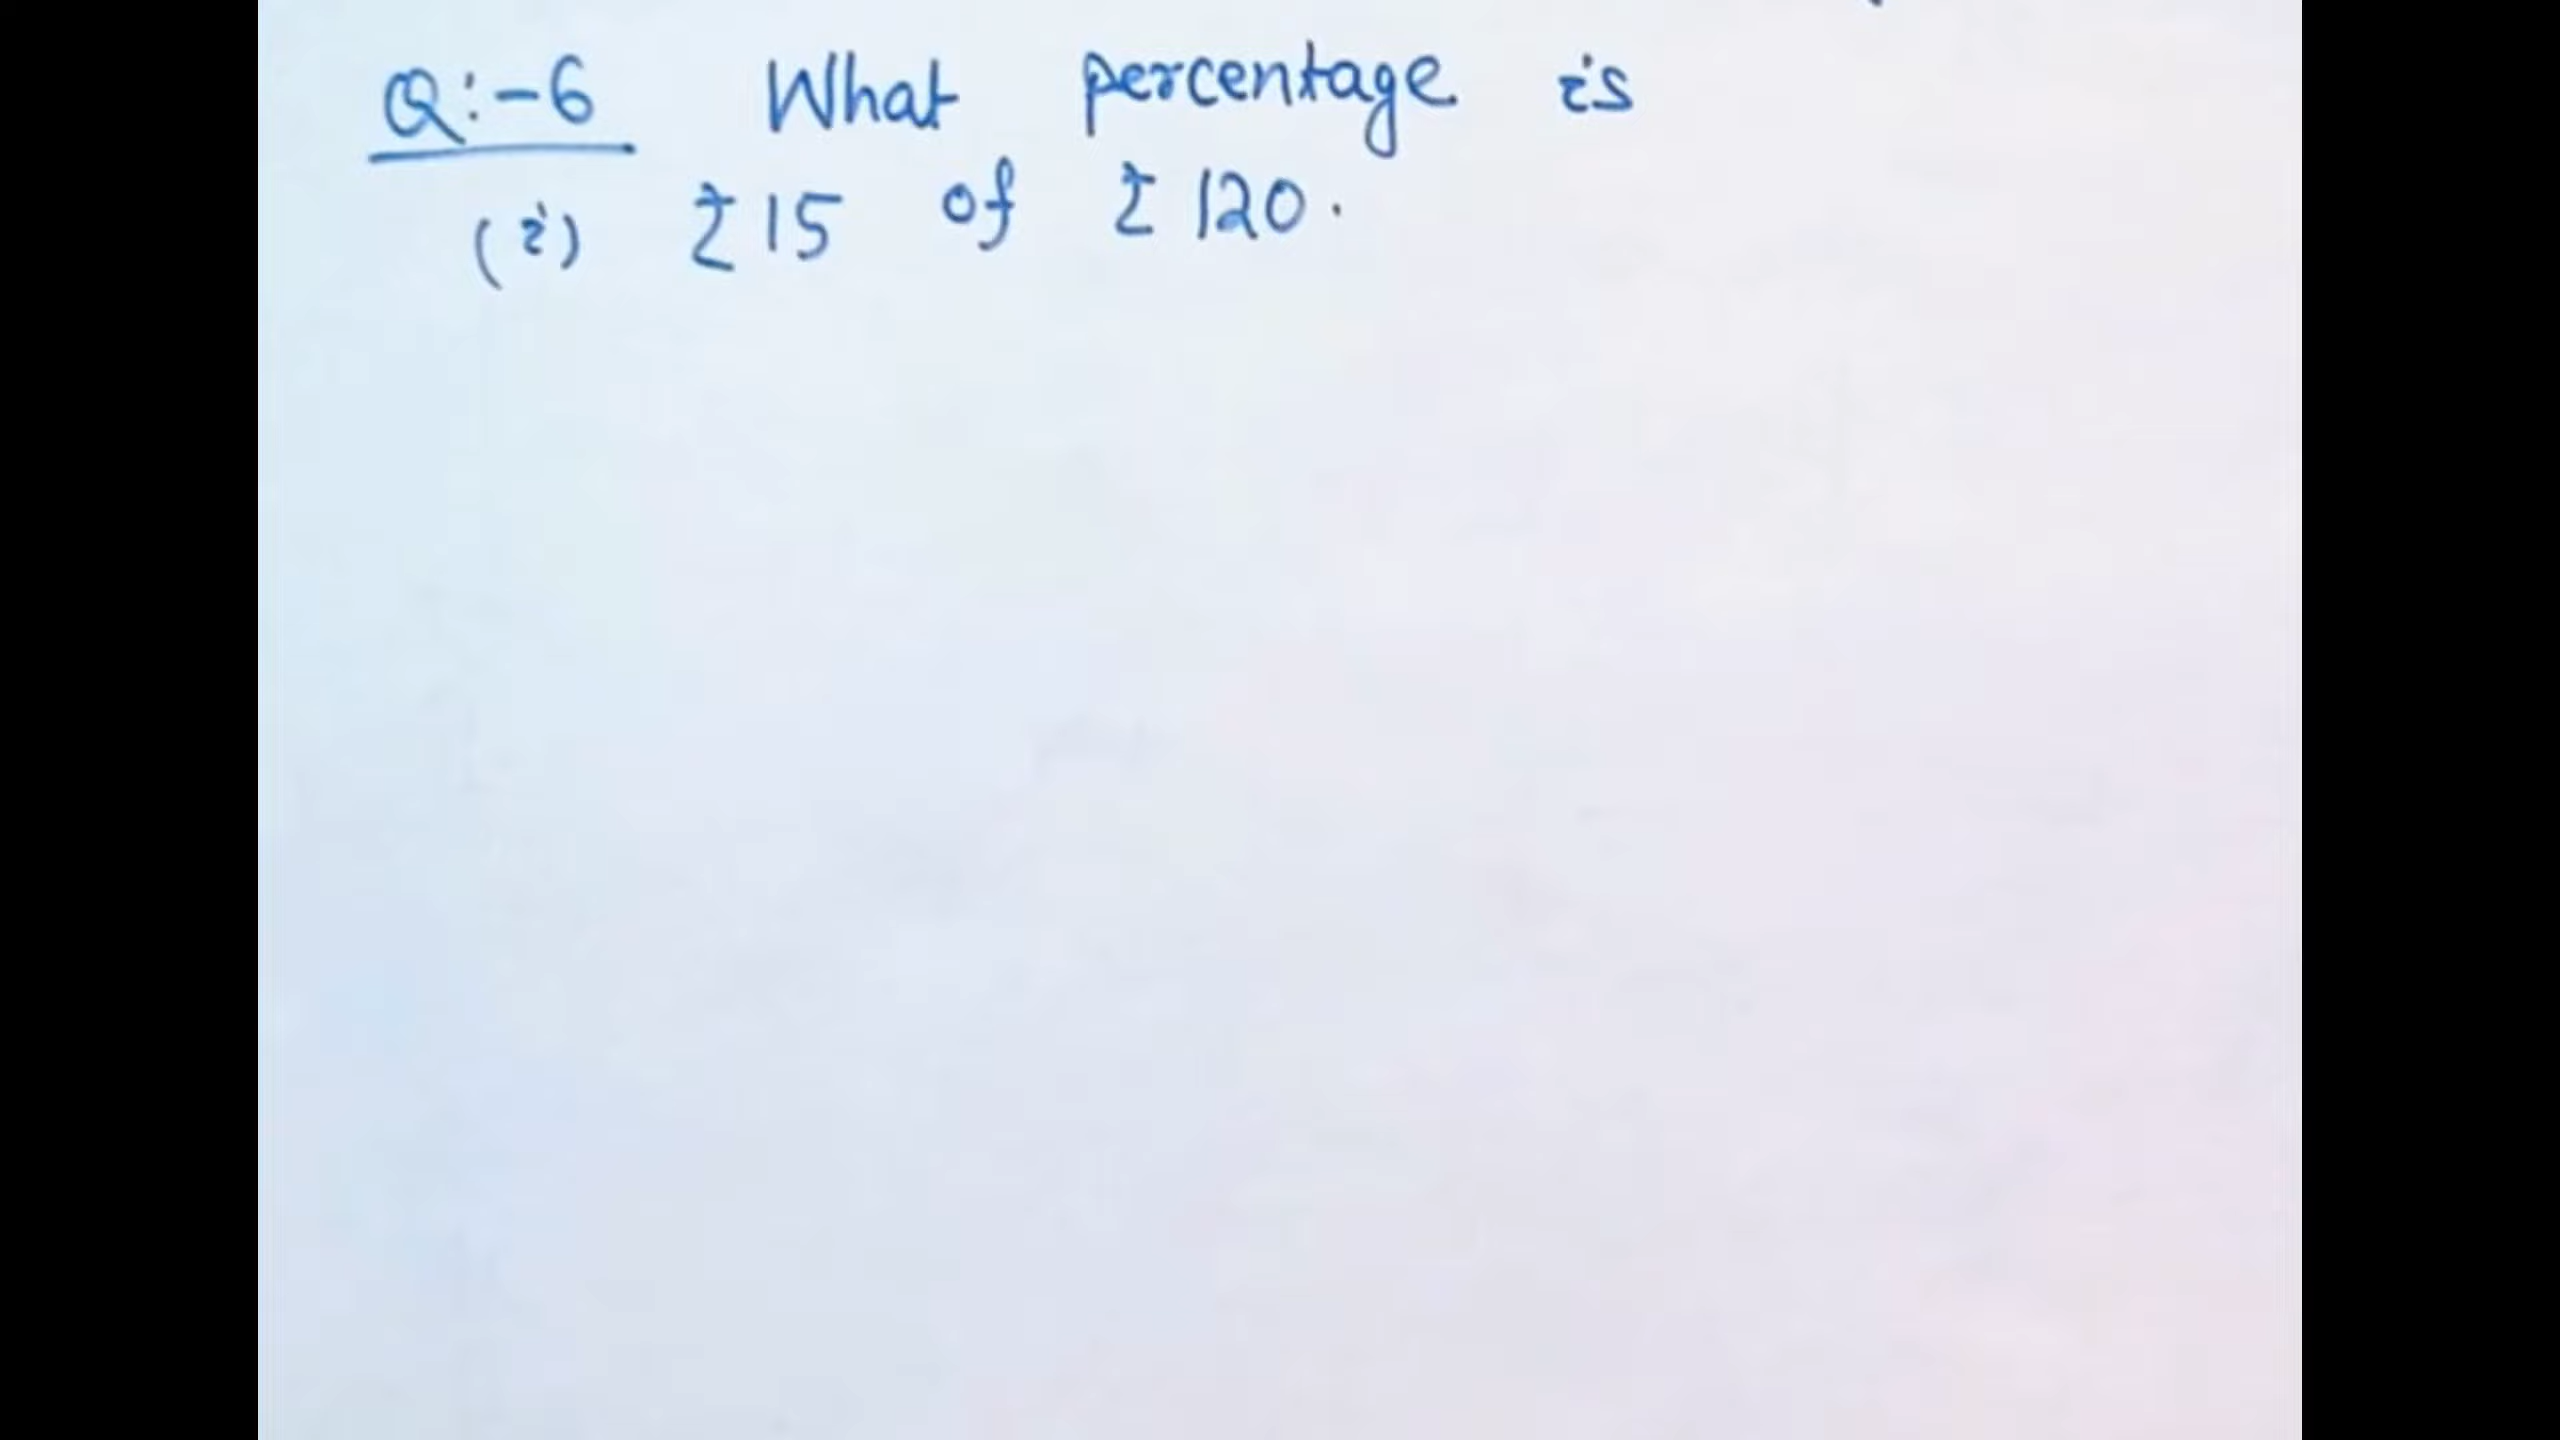 Q:-6 What percentage is
(i) ₹15 of ₹120.